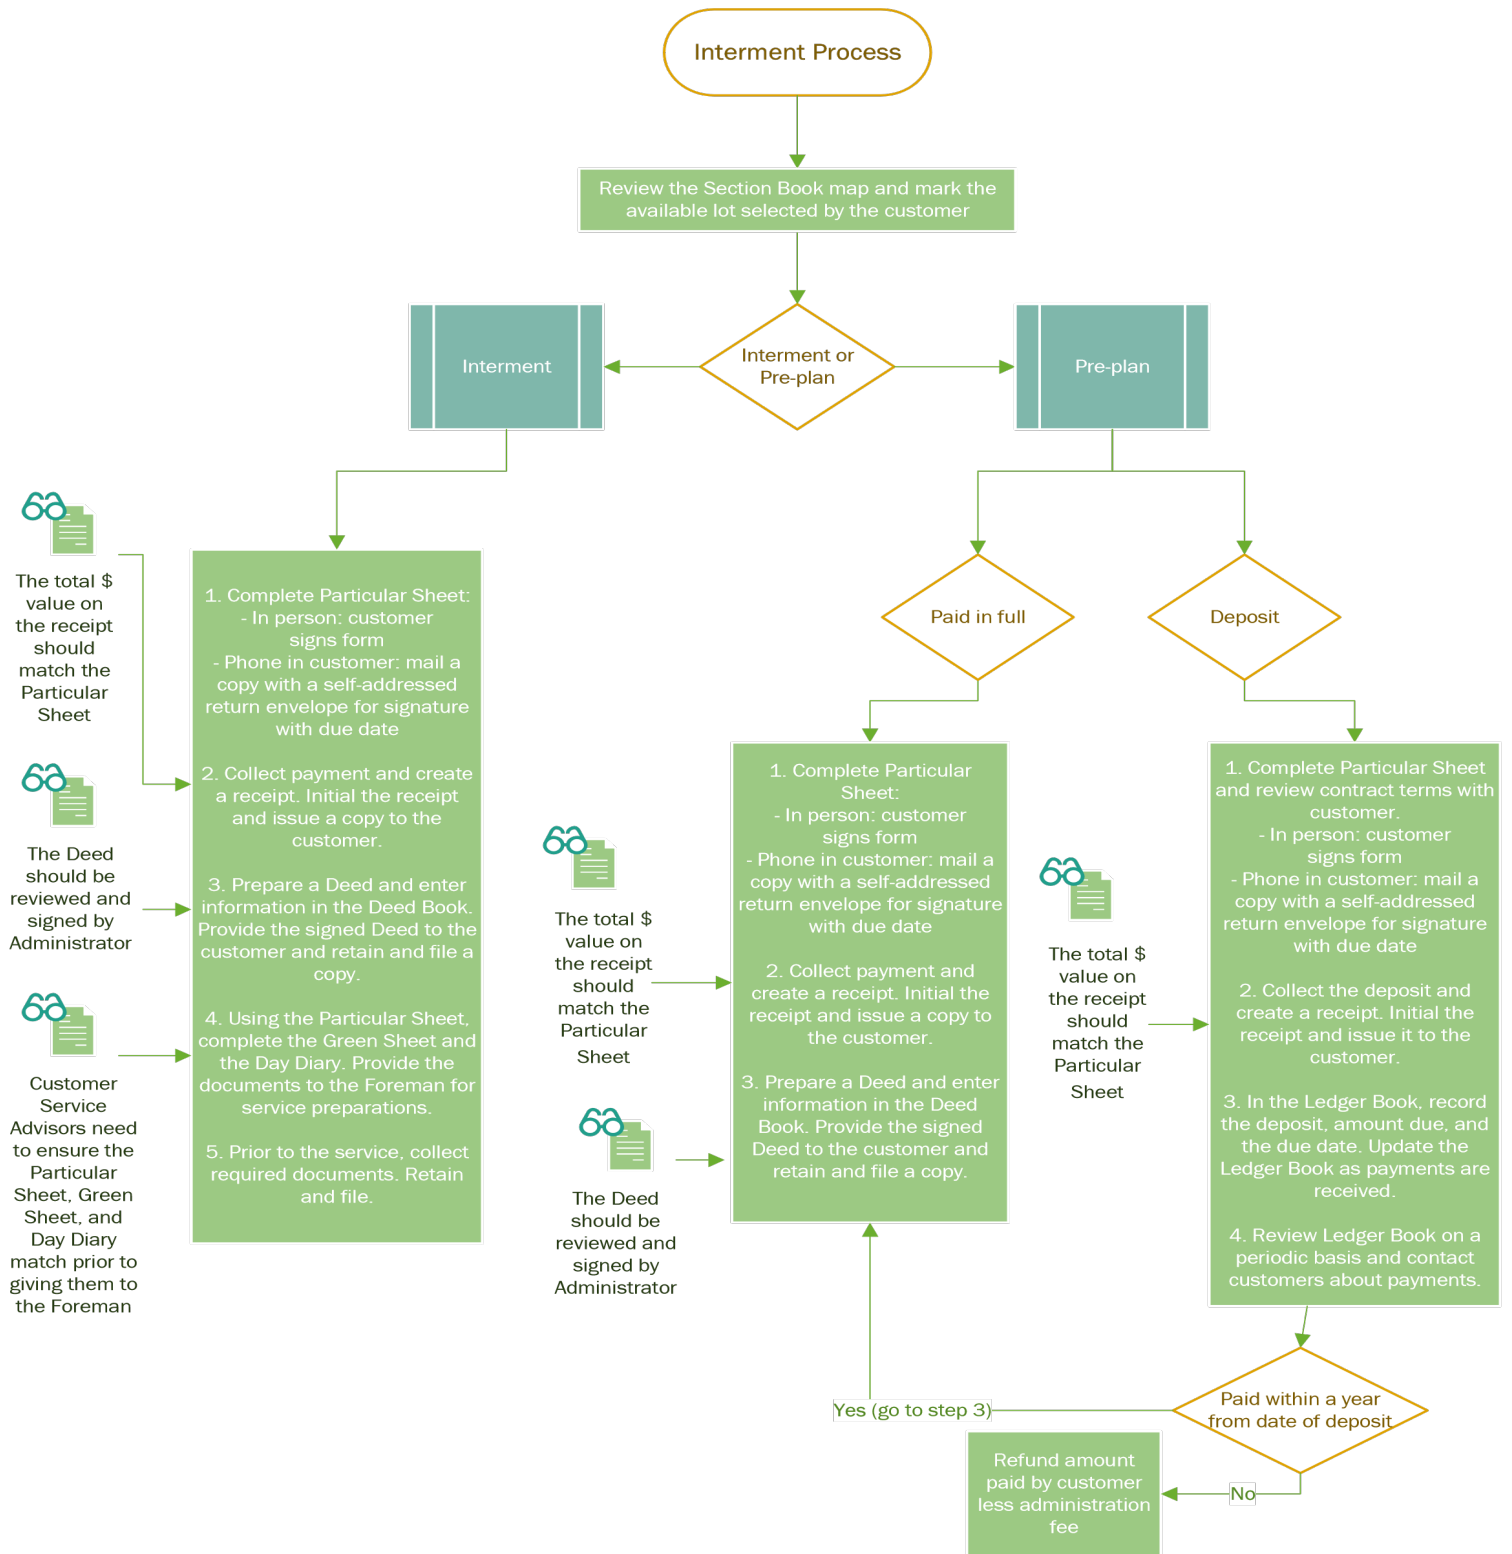 Interment Process
Review the Section Book map and mark the
available lot selected by the customer
Interment or
Pre-plan
Interment
Pre-plan
The total $
value on
the receipt
should
match the
Particular
Sheet
The Deed
should be
reviewed and
signed by
Administrator
Customer
Service
Advisors need
to ensure the
Particular
Sheet, Green
Sheet, and
Day Diary
match prior to
giving them to
the Foreman
1. Complete Particular Sheet:
- In person: customer
signs form
- Phone in customer: mail a
copy with a self-addressed
return envelope for signature
with due date
2. Collect payment and create
a receipt. Initial the receipt
and issue a copy to the
customer.
3. Prepare a Deed and enter
information in the Deed Book.
Provide the signed Deed to the
customer and retain and file a
copy.
4. Using the Particular Sheet,
complete the Green Sheet and
the Day Diary. Provide the
documents to the Foreman for
service preparations.
5. Prior to the service, collect
required documents. Retain
and file.
Paid in full
Deposit
The total $
value on
the receipt
should
match the
Particular
Sheet
The Deed
should be
reviewed and
signed by
Administrator
1. Complete Particular
Sheet:
- In person: customer
signs form
- Phone in customer: mail a
copy with a self-addressed
return envelope for signature
with due date
2. Collect payment and
create a receipt. Initial the
receipt and issue a copy to
the customer.
3. Prepare a Deed and enter
information in the Deed
Book. Provide the signed
Deed to the customer and
retain and file a copy.
The total $
value on
the receipt
should
match the
Particular
Sheet
1. Complete Particular Sheet
and review contract terms with
customer.
- In person: customer
signs form
- Phone in customer: mail a
copy with a self-addressed
return envelope for signature
with due date
2. Collect the deposit and
create a receipt. Initial the
receipt and issue it to the
customer.
3. In the Ledger Book, record
the deposit, amount due, and
the due date. Update the
Ledger Book as payments are
received.
4. Review Ledger Book on a
periodic basis and contact
customers about payments.
Paid within a year
from date of deposit
Yes (go to step 3)
No
Refund amount
paid by customer
less administration
fee